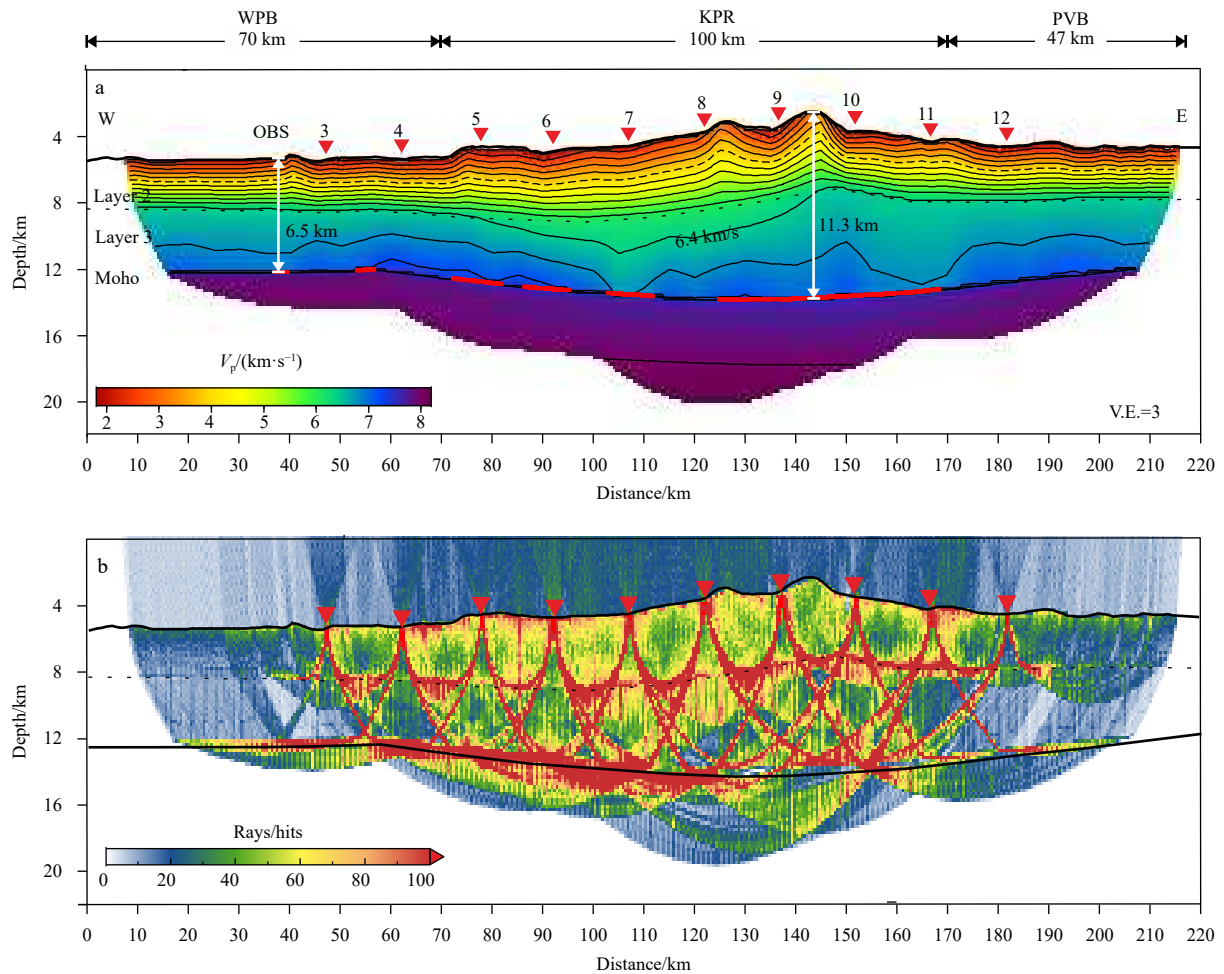 WPB KPR PVB
70 km 100 km 47 km
a
W E
OBS 3 4 5 6 7 8 9 10 11 12
4
8
12
16
20
Depth/km
Layer 2
Layer 3
Moho
6.5 km
6.4 km/s
11.3 km
Vp/(km·s⁻¹)
2 3 4 5 6 7 8
V.E.=3
0 10 20 30 40 50 60 70 80 90 100 110 120 130 140 150 160 170 180 190 200 210 220
Distance/km
b
4
8
12
16
20
Depth/km
Rays/hits
0 20 40 60 80 100
0 10 20 30 40 50 60 70 80 90 100 110 120 130 140 150 160 170 180 190 200 210 220
Distance/km